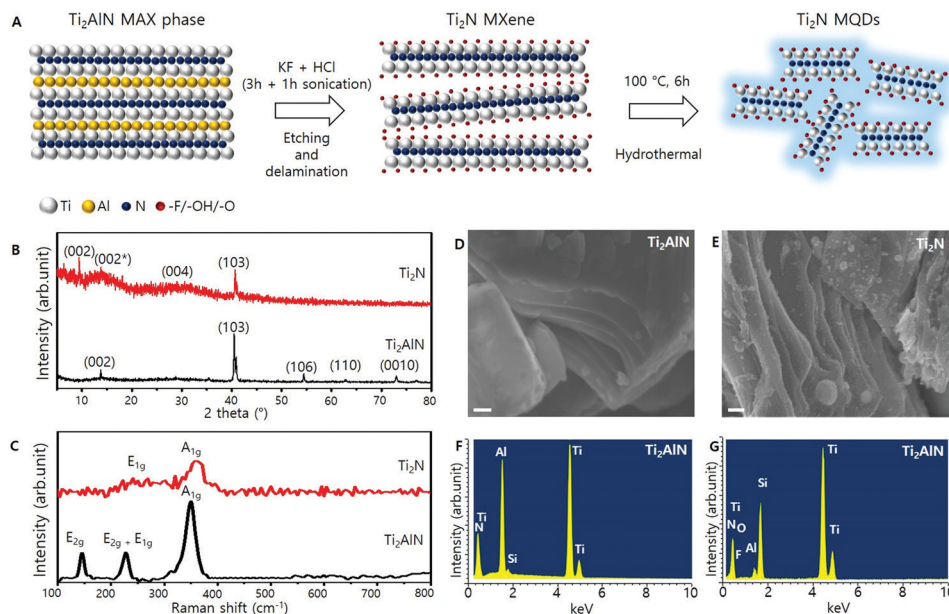 A
Ti₂AlN MAX phase
Ti₂N MXene
Ti₂N MQDs
KF + HCl
(3h + 1h sonication)
Etching
and
delamination
100 °C, 6h
Hydrothermal
Ti
Al
N
-F/-OH/-O
B
Intensity (arb.unit)
(002)
(002*)
(004)
(103)
Ti₂N
(002)
(103)
(106)
(110)
(0010)
Ti₂AlN
10 20 30 40 50 60 70 80
2 theta (°)
C
Intensity (arb.unit)
E1g
A1g
Ti₂N
E2g
E2g + E1g
A1g
Ti₂AlN
100 200 300 400 500 600 700 800
Raman shift (cm⁻¹)
D
Ti₂AlN
E
Ti₂N
F
Intensity (arb.unit)
Ti
N
Al
Si
Ti
Ti
Ti₂AlN
0 2 4 6 8 10
keV
G
Intensity (arb.unit)
Ti
N O
F
Al
Si
Ti
Ti
Ti₂AlN
0 2 4 6 8 10
keV